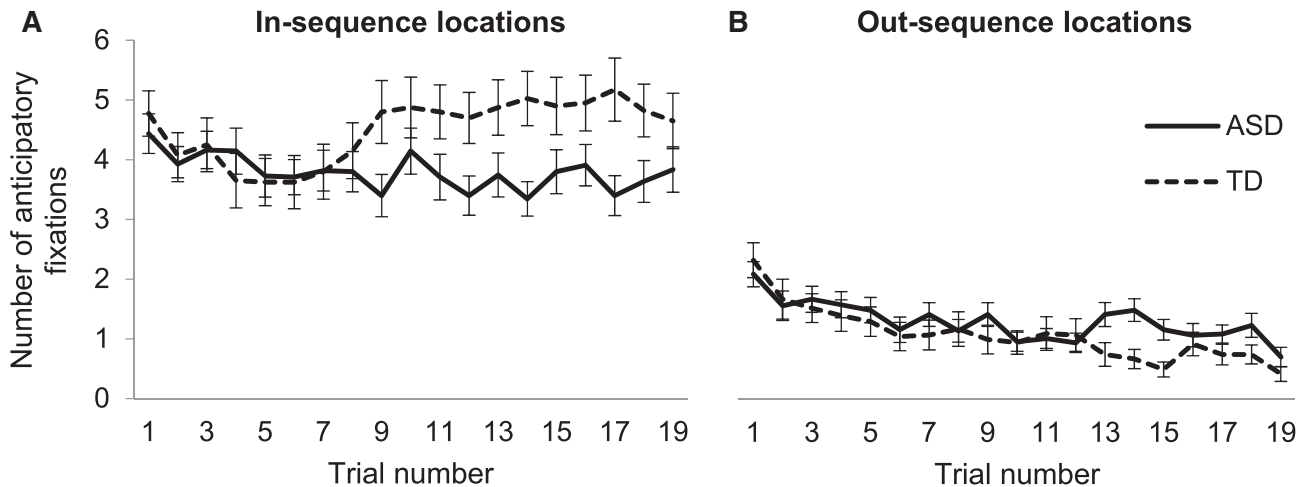 A In-sequence locations
B Out-sequence locations
Number of anticipatory
fixations
6
5
4
3
2
1
0
1 3 5 7 9 11 13 15 17 19
Trial number
ASD
TD
1 3 5 7 9 11 13 15 17 19
Trial number